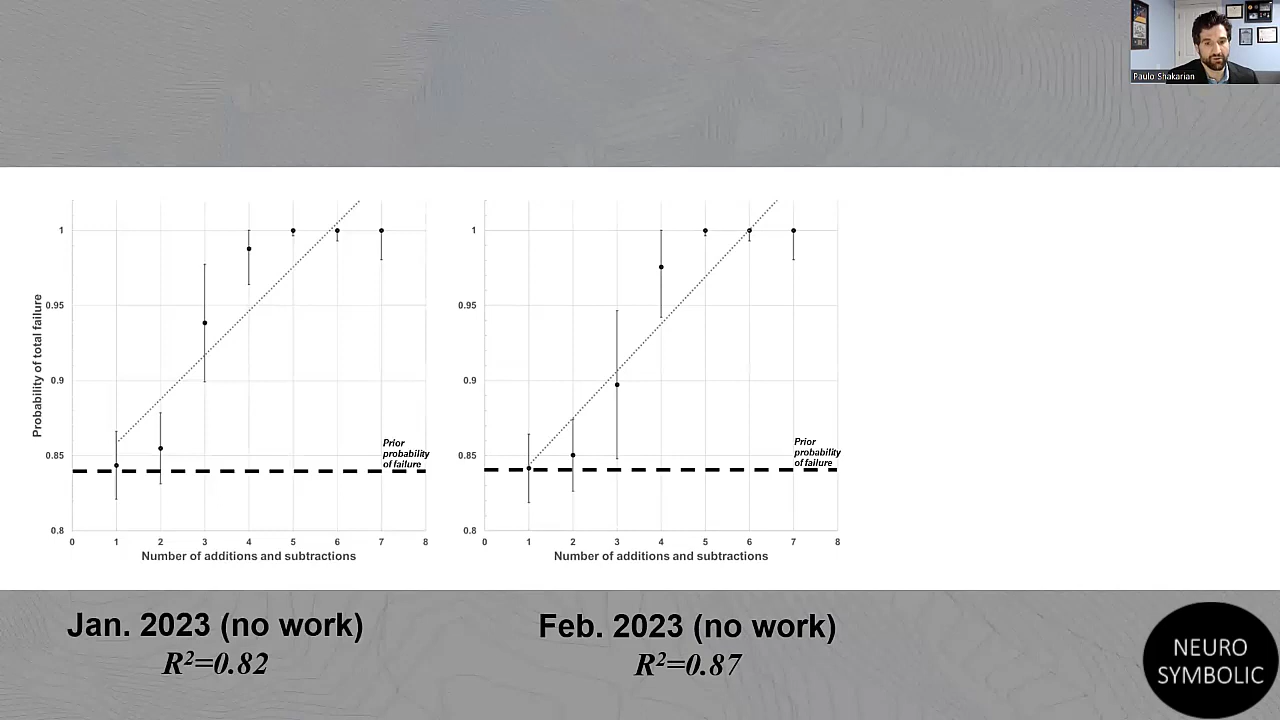 Paulo Shakarian
Probability of total failure
1
0.95
0.9
0.85
0.8
Prior
probability
of failure
0 1 2 3 4 5 6 7 8
Number of additions and subtractions
1
0.95
0.9
0.85
0.8
Prior
probability
of failure
0 1 2 3 4 5 6 7 8
Number of additions and subtractions
Jan. 2023 (no work)
R²=0.82
Feb. 2023 (no work)
R²=0.87
NEURO
SYMBOLIC